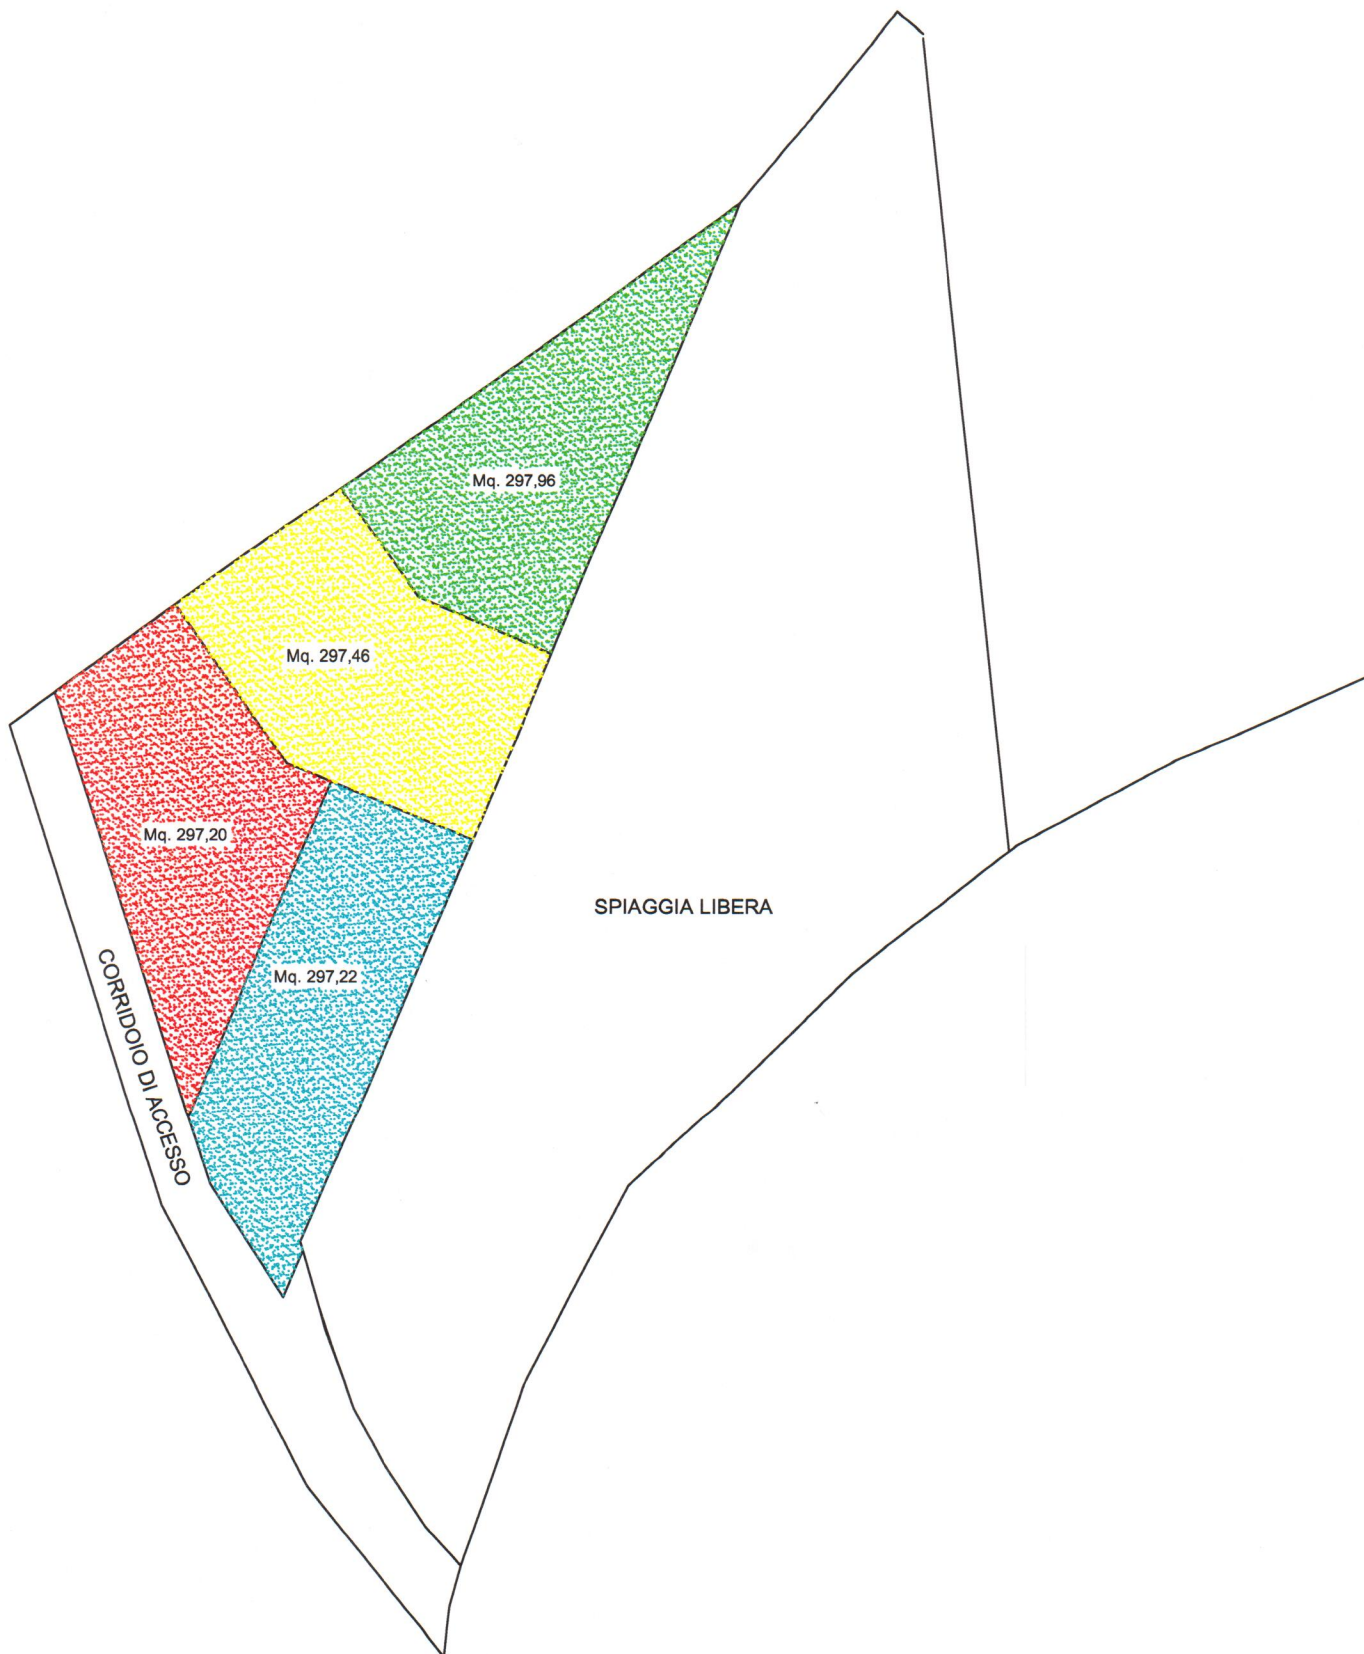 Mq. 297,96
Mq. 297,46
Mq. 297,20
SPIAGGIA LIBERA
Mq. 297,22
CORRIDOIO DI ACCESSO